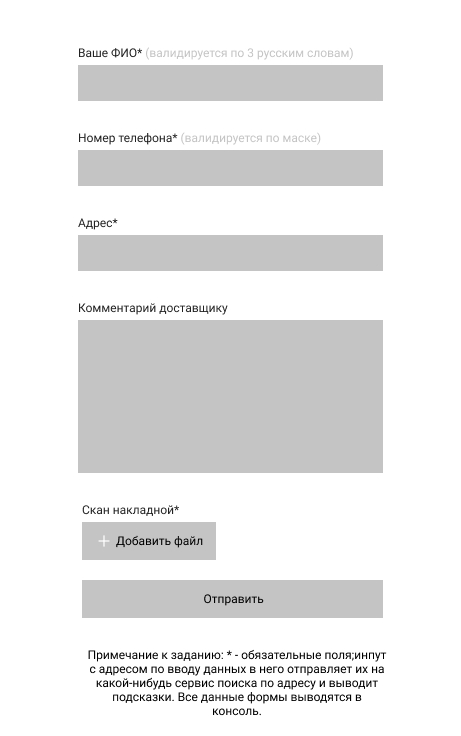 Ваше ФИО* (валидируется по 3 русским словам)
Номер телефона* (валидируется по маске)
Адрес*
Комментарий доставщику
Скан накладной*
+ Добавить файл
Отправить
Примечание к заданию: * - обязательные поля;инпут
с адресом по вводу данных в него отправляет их на
какой-нибудь сервис поиска по адресу и выводит
подсказки. Все данные формы выводятся в
консоль.